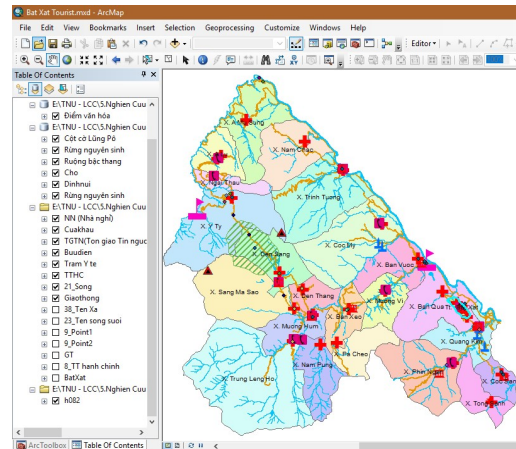 Bat Xat Tourist.mxd - ArcMap
File Edit View Bookmarks Insert Selection Geoprocessing Customize Windows Help
Editor
Table Of Contents
E:\TNU - LCC\5.Nghien Cuu
Điểm văn hóa
E:\TNU - LCC\5.Nghien Cuu
Cột cờ Lũng Pô
Rừng nguyên sinh
Ruộng bậc thang
Cho
Dinhnui
Rừng nguyên sinh
E:\TNU - LCC\5.Nghien Cuu
NN (Nhà nghỉ)
Cuakhau
TGTN(Ton giao Tin nguc
Buudien
Tram Y te
TTHC
21_Song
Giaothong
38_Ten Xa
23_Ten song suoi
9_Point1
9_Point2
GT
8_TT hanh chinh
BatXat
E:\TNU - LCC\5.Nghien Cuu
h082
ArcToolbox Table Of Contents
X. Nam Chac
X. Ngai Thau
X. Trinh Tuong
X. Y Ty
X. Coc My
X. Den Sang
X. Ban Vuoc
X. Sang Ma Sao
X. Den Thang
X. Muong Vi
X. Ban Qua
X. Ban Xeo
X. Muong Hum
X. Quang Kim
X. Pa Cheo
X. Nam Pung
X. Phin Ngan
X. Trung Leng Ho